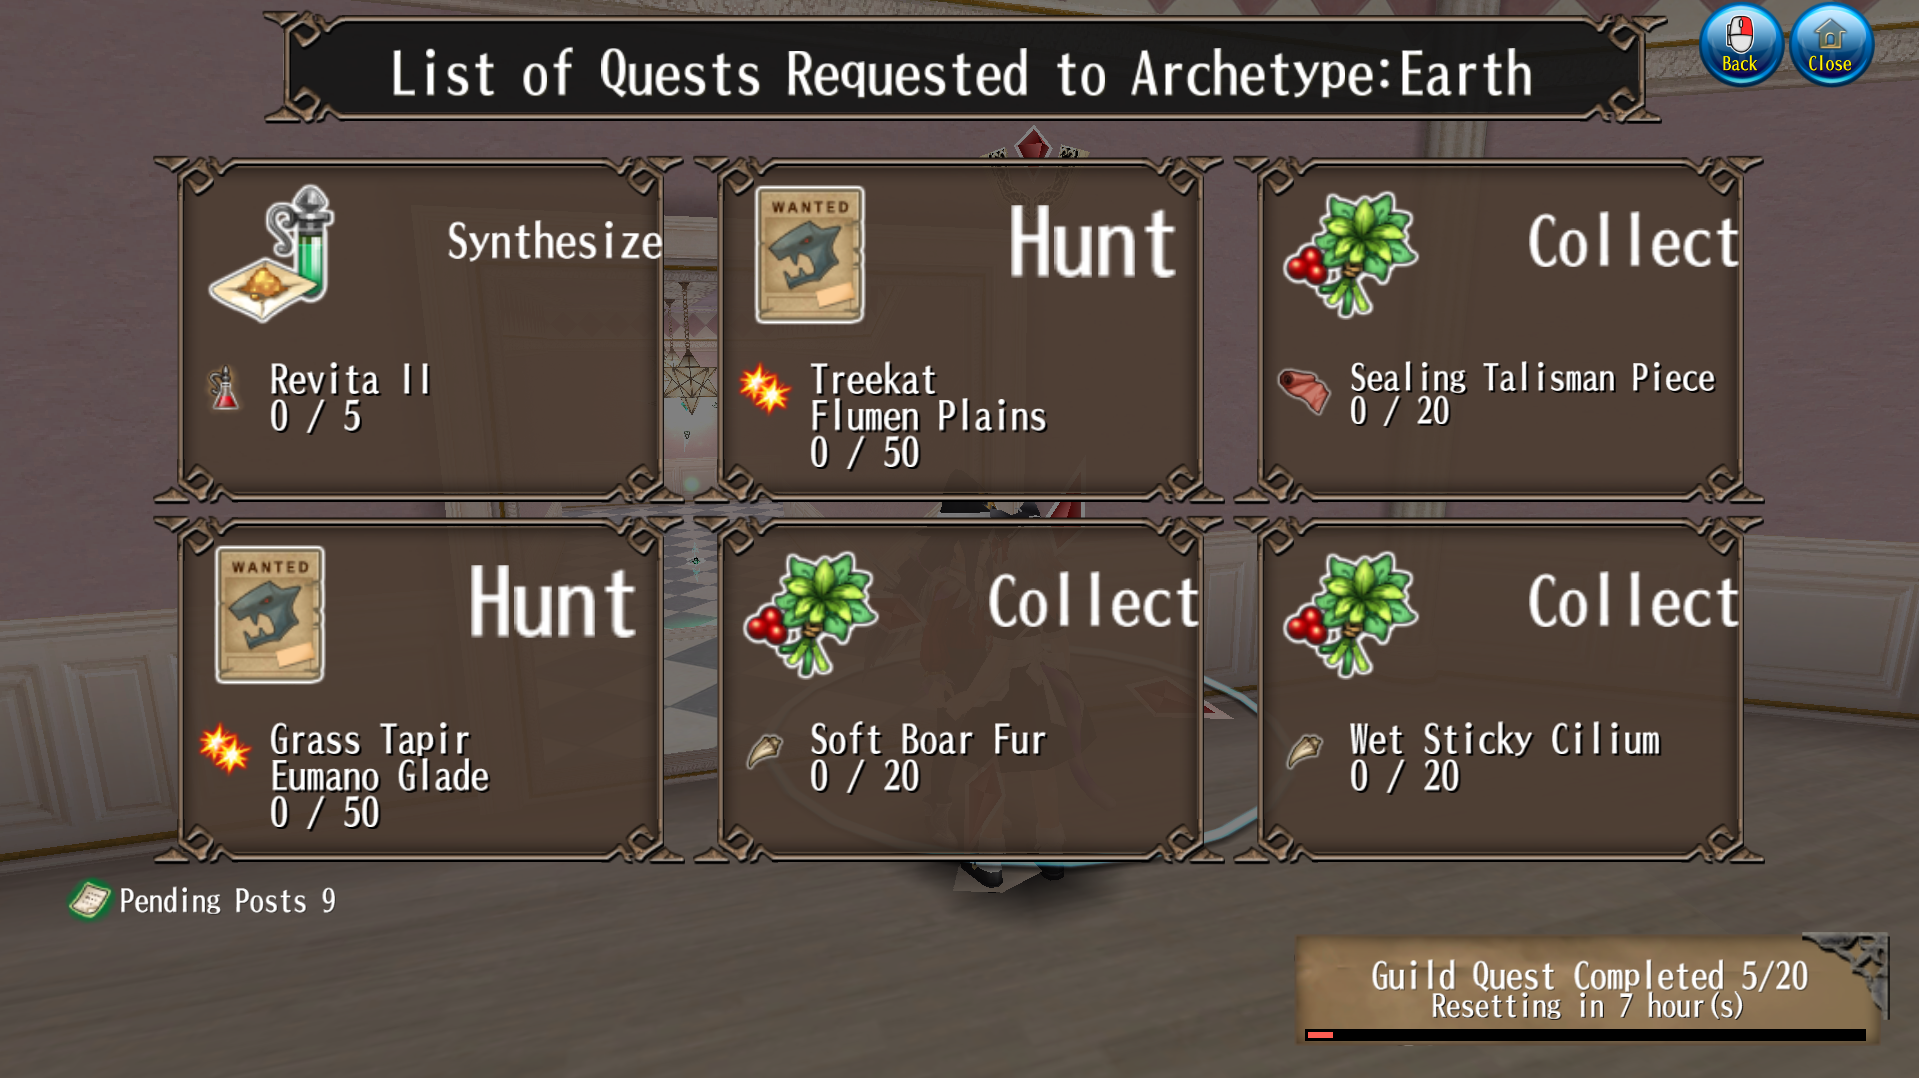 List of Quests Requested to Archetype:Earth
Back
Close
Synthesize
Revita II
0 / 5
WANTED
Hunt
Treekat
Flumen Plains
0 / 50
Collect
Sealing Talisman Piece
0 / 20
WANTED
Hunt
Grass Tapir
Eumano Glade
0 / 50
Collect
Soft Boar Fur
0 / 20
Collect
Wet Sticky Cilium
0 / 20
Pending Posts 9
Guild Quest Completed 5/20
Resetting in 7 hour(s)